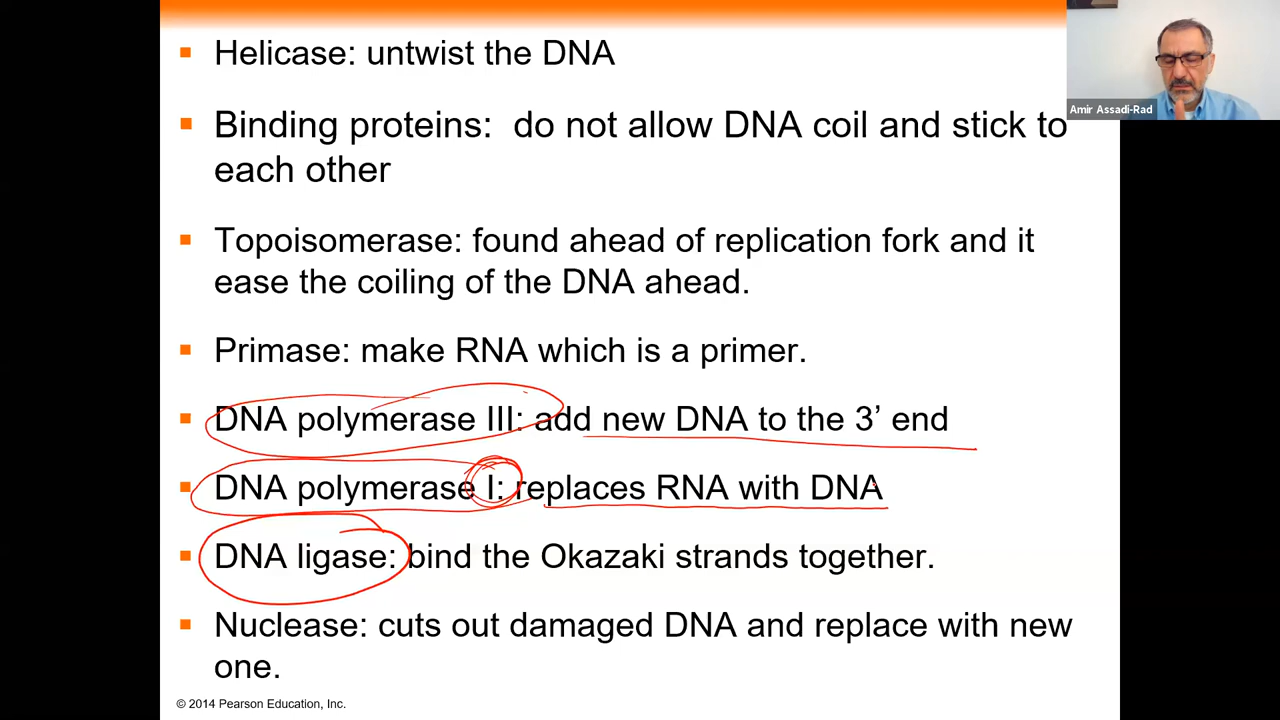 Helicase: untwist the DNA
Amir Assadi-Rad
Binding proteins:  do not allow DNA coil and stick to
each other
Topoisomerase: found ahead of replication fork and it
ease the coiling of the DNA ahead.
Primase: make RNA which is a primer.
DNA polymerase III: add new DNA to the 3’ end
DNA polymerase I: replaces RNA with DNA
DNA ligase: bind the Okazaki strands together.
Nuclease: cuts out damaged DNA and replace with new
one.
© 2014 Pearson Education, Inc.